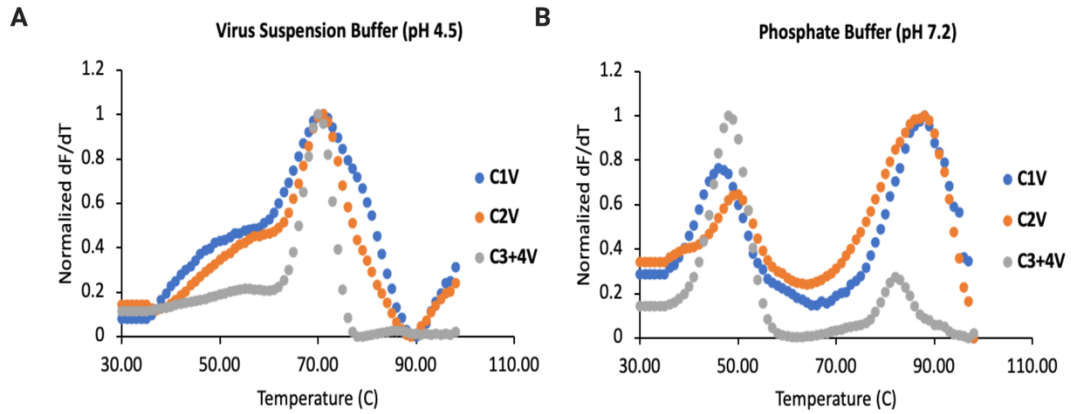 A
Virus Suspension Buffer (pH 4.5)
Normalized dF/dT
1.2
1
0.8
0.6
0.4
0.2
0
30.00 50.00 70.00 90.00 110.00
Temperature (C)
C1V
C2V
C3+4V
B
Phosphate Buffer (pH 7.2)
Normalized dF/dT
1.2
1
0.8
0.6
0.4
0.2
0
30.00 50.00 70.00 90.00 110.00
Temperature (C)
C1V
C2V
C3+4V